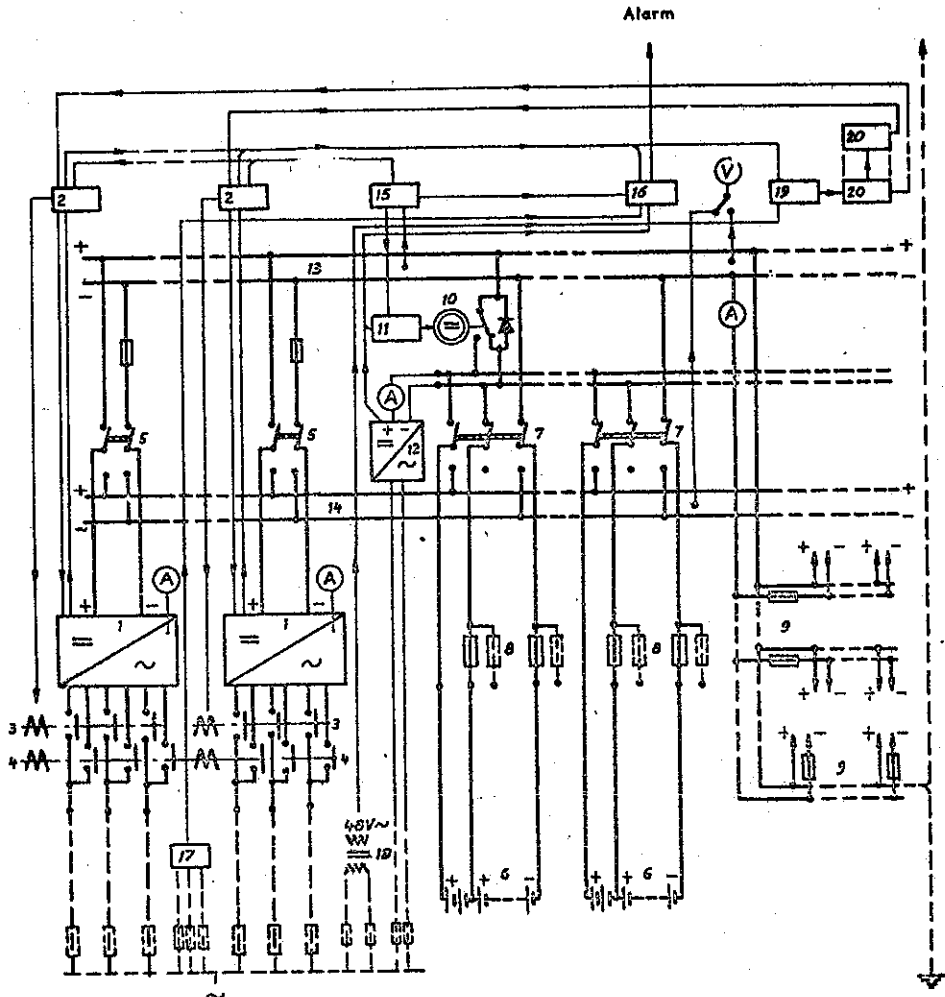 Alarm
20
2 2 15 16 V 19 20
+ 13 +
−
10
11
A
A
5 5 + − 12 7 7
+ 14 +
− −
A A
+ 1 − + 1 −
+ − + −
9
8 8
+ − + −
3 3
4 4
+ − + −
9
48V~
17 18
+ + 6 − + + 6 −
~